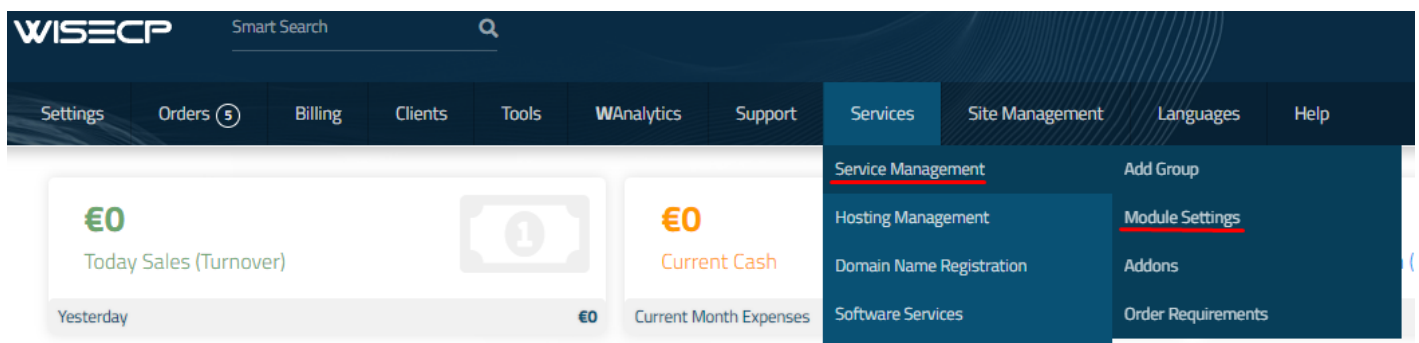 WISECP Smart Search
Settings Orders 5 Billing Clients Tools WAnalytics Support Services Site Management Languages Help
Service Management Add Group
€0 €0 Hosting Management Module Settings
Today Sales (Turnover) Current Cash Domain Name Registration Addons
Yesterday €0 Current Month Expenses Software Services Order Requirements